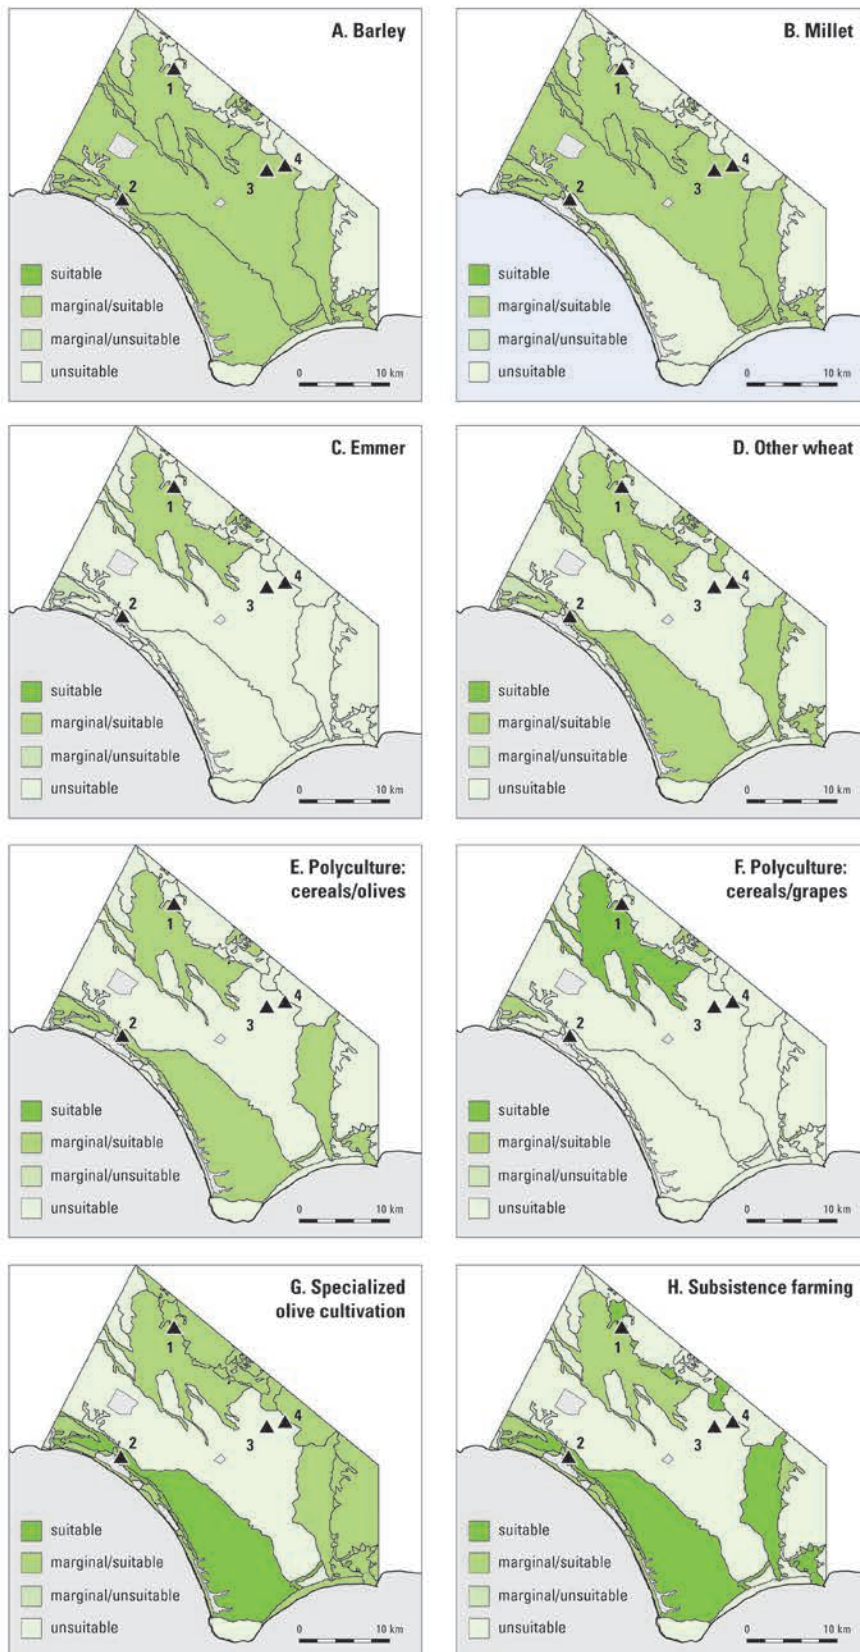 A. Barley
1
2
3
4
suitable
marginal/suitable
marginal/unsuitable
unsuitable
0 10 km
B. Millet
1
2
3
4
suitable
marginal/suitable
marginal/unsuitable
unsuitable
0 10 km
C. Emmer
1
2
3
4
suitable
marginal/suitable
marginal/unsuitable
unsuitable
0 10 km
D. Other wheat
1
2
3
4
suitable
marginal/suitable
marginal/unsuitable
unsuitable
0 10 km
E. Polyculture:
cereals/olives
1
2
3
4
suitable
marginal/suitable
marginal/unsuitable
unsuitable
0 10 km
F. Polyculture:
cereals/grapes
1
2
3
4
suitable
marginal/suitable
marginal/unsuitable
unsuitable
0 10 km
G. Specialized
olive cultivation
1
2
3
4
suitable
marginal/suitable
marginal/unsuitable
unsuitable
0 10 km
H. Subsistence farming
1
2
3
4
suitable
marginal/suitable
marginal/unsuitable
unsuitable
0 10 km